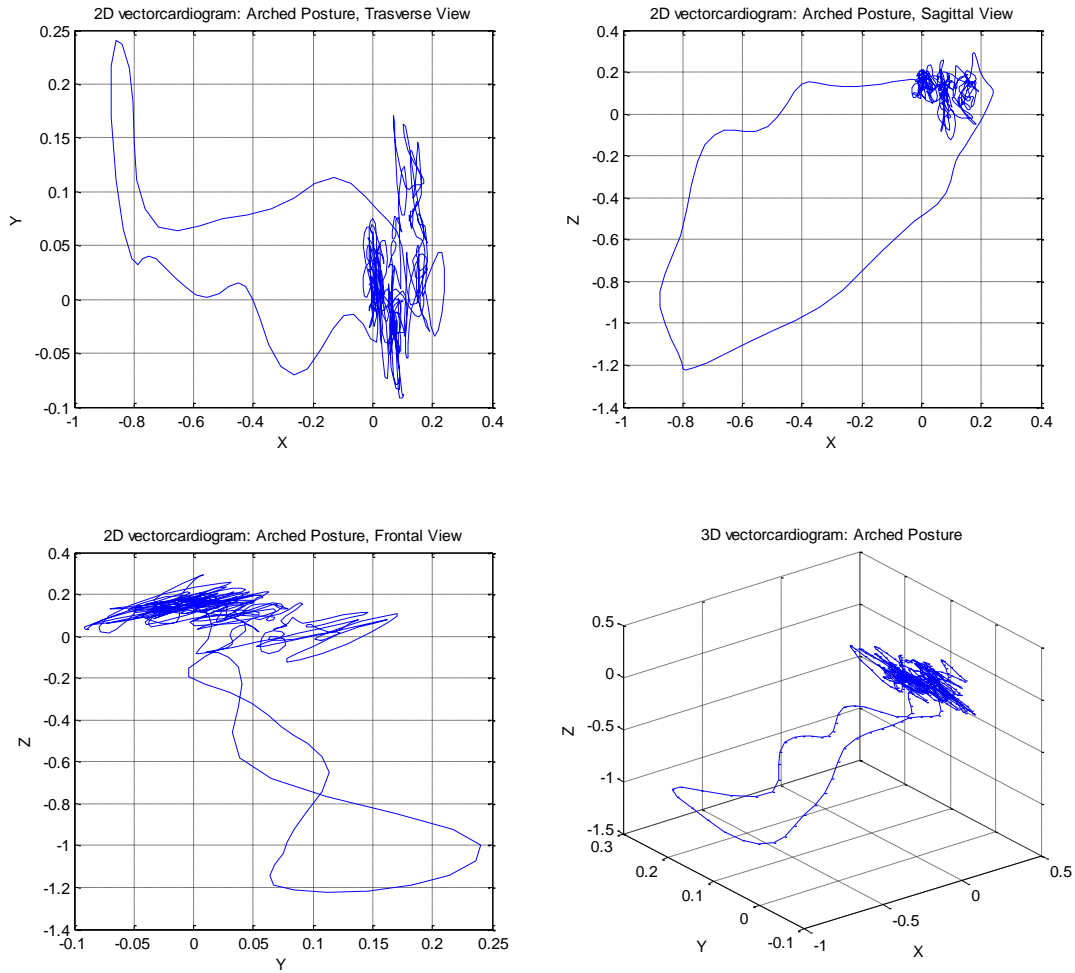 2D vectorcardiogram: Arched Posture, Trasverse View
0.25
0.2
0.15
0.1
0.05
0
-0.05
-0.1
Y
-1 -0.8 -0.6 -0.4 -0.2 0 0.2 0.4
X
2D vectorcardiogram: Arched Posture, Sagittal View
0.4
0.2
0
-0.2
-0.4
-0.6
-0.8
-1
-1.2
-1.4
Z
-1 -0.8 -0.6 -0.4 -0.2 0 0.2 0.4
X
2D vectorcardiogram: Arched Posture, Frontal View
0.4
0.2
0
-0.2
-0.4
-0.6
-0.8
-1
-1.2
-1.4
Z
-0.1 -0.05 0 0.05 0.1 0.15 0.2 0.25
Y
3D vectorcardiogram: Arched Posture
0.5
0
-0.5
-1
-1.5
Z
0.3
0.2
0.1
0
-0.1
Y
-1
-0.5
0
0.5
X